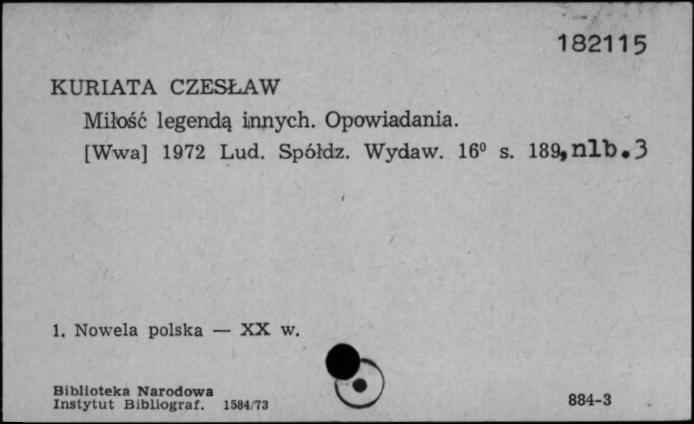 182115
KURIATA CZESŁAW
Miłość legendą innych. Opowiadania.
[Wwa] 1972 Lud. Spółdz. Wydaw. 16⁰ s. 189, nlb. 3
1. Nowela polska — XX w.
Biblioteka Narodowa
Instytut Bibliograf. 1584/73
884-3